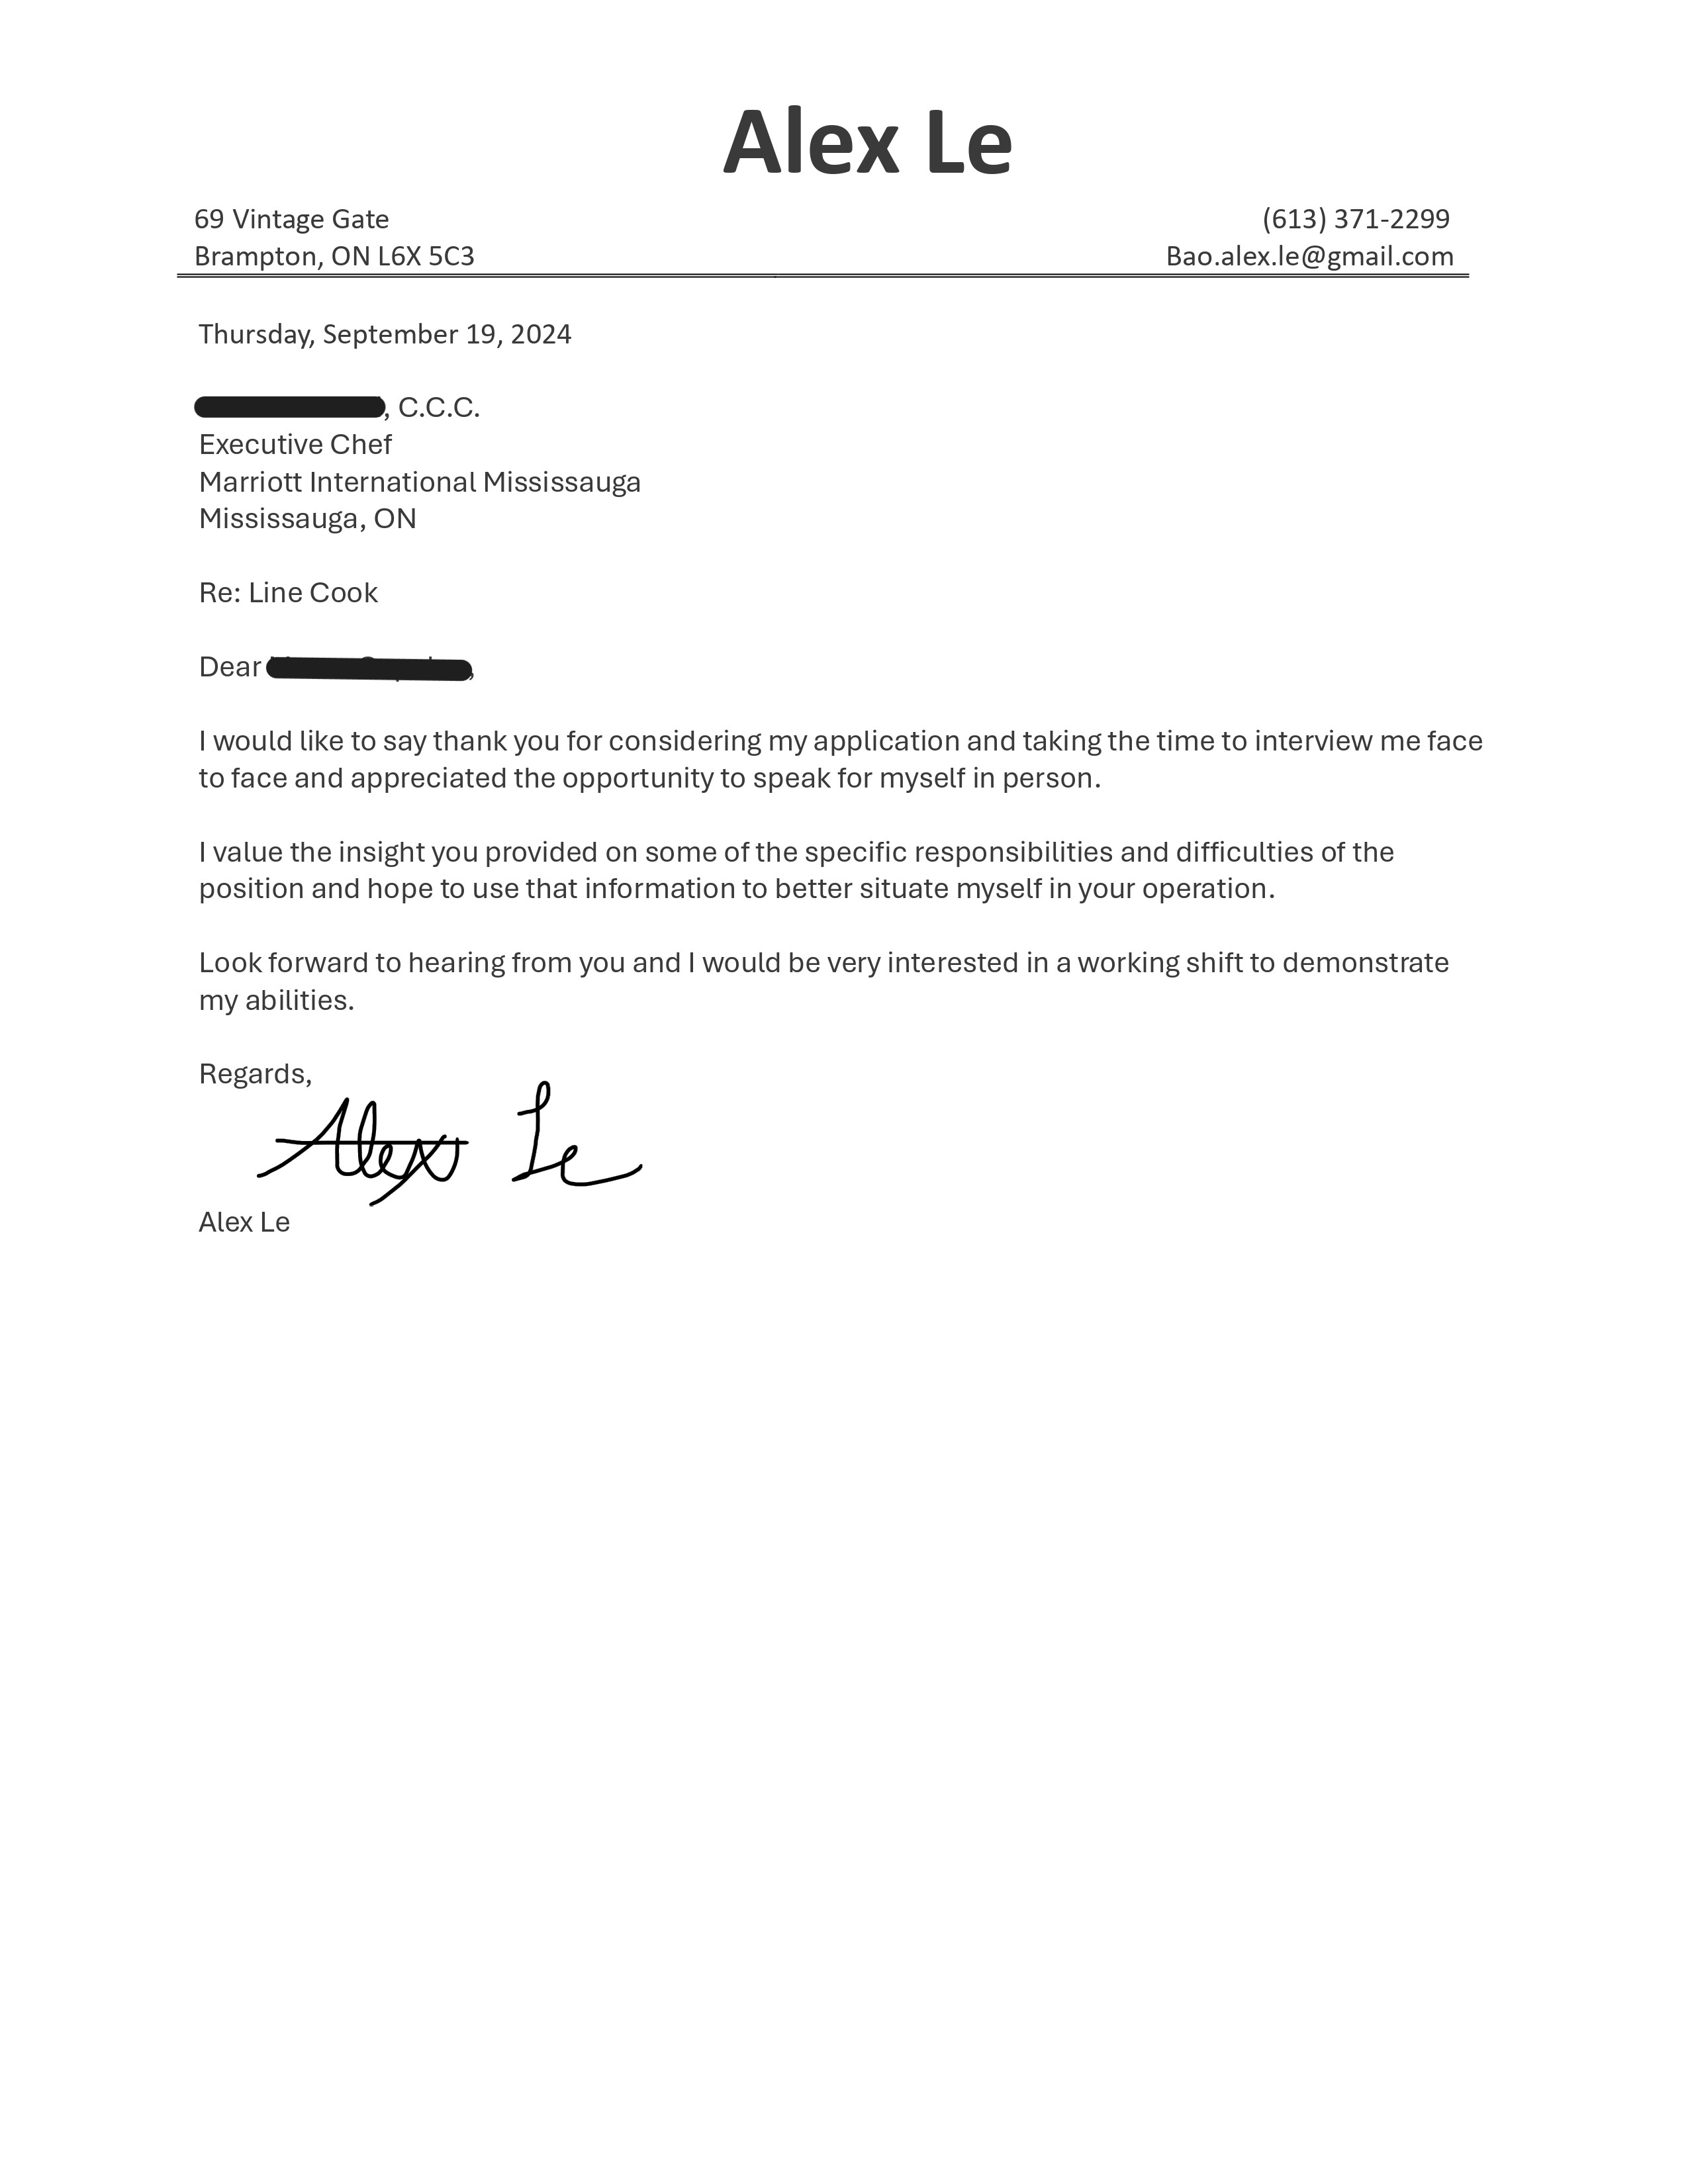 Alex Le
69 Vintage Gate
(613) 371-2299
Brampton, ON L6X 5C3
Bao.alex.le@gmail.com
Thursday, September 19, 2024
, C.C.C.
Executive Chef
Marriott International Mississauga
Mississauga, ON
Re: Line Cook
Dear ,
I would like to say thank you for considering my application and taking the time to interview me face
to face and appreciated the opportunity to speak for myself in person.
I value the insight you provided on some of the specific responsibilities and difficulties of the
position and hope to use that information to better situate myself in your operation.
Look forward to hearing from you and I would be very interested in a working shift to demonstrate
my abilities.
Regards,
Alex Le
Alex Le